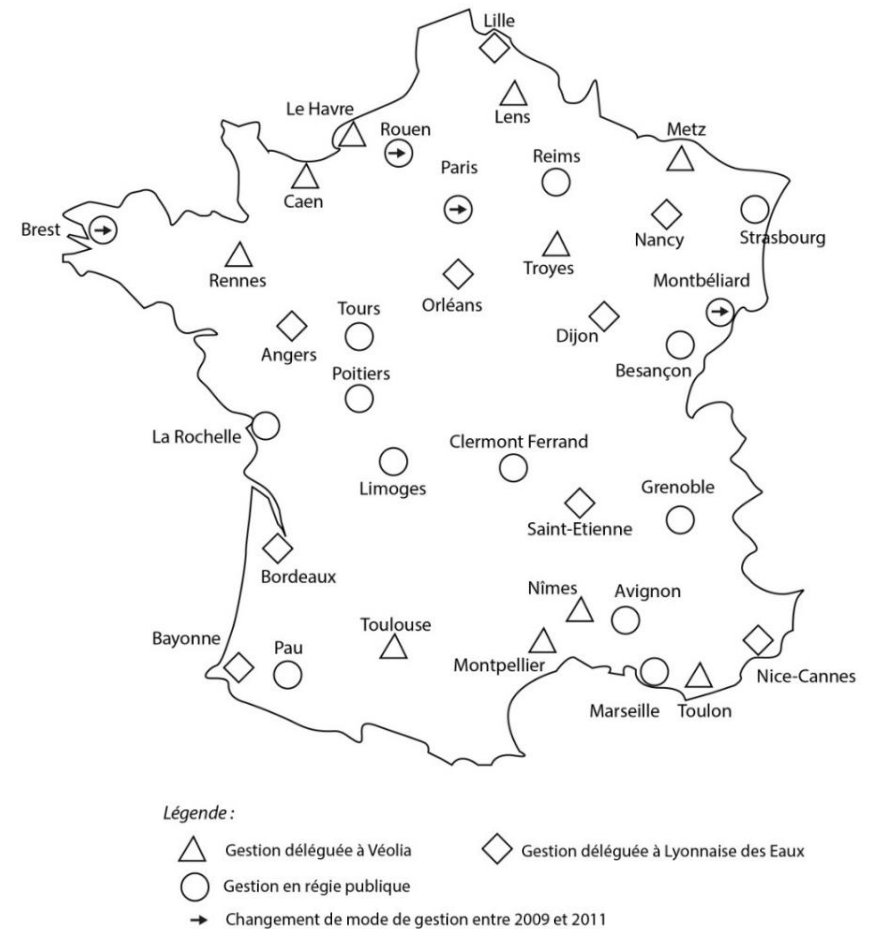 Lille
Lens
Le Havre
Rouen
Metz
Reims
Paris
Caen
Brest
Nancy
Strasbourg
Rennes
Troyes
Montbéliard
Orléans
Tours
Dijon
Angers
Besançon
Poitiers
La Rochelle
Clermont Ferrand
Limoges
Grenoble
Saint-Etienne
Bordeaux
Nîmes
Avignon
Toulouse
Bayonne
Pau
Montpellier
Nice-Cannes
Marseille
Toulon
Légende :
Gestion déléguée à Véolia
Gestion déléguée à Lyonnaise des Eaux
Gestion en régie publique
Changement de mode de gestion entre 2009 et 2011